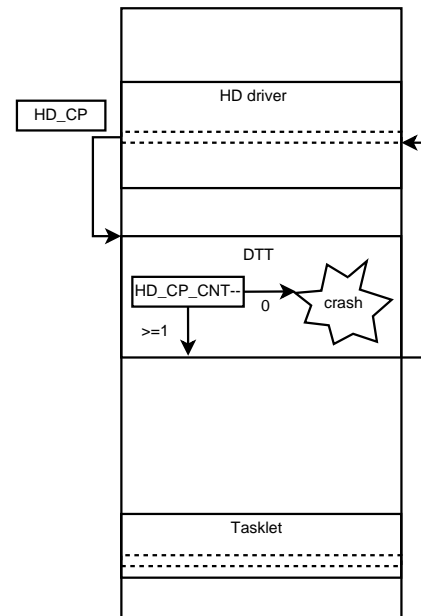 HD driver
HD_CP
DTT
HD_CP_CNT--
0
crash
>=1
Tasklet